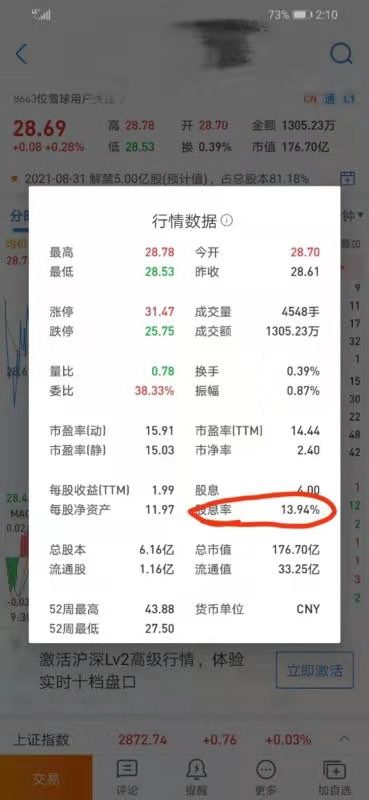 73% 2:10
8643位雪球用户关注
CN 通 L1
28.69 高 28.78 开 28.70 金额 1305.23万
+0.08 +0.28% 低 28.53 换 0.39% 市值 176.70亿
2021-08-31 解禁5.00亿股(预计值)，占总股本81.18%
行情数据
最高 28.78 今开 28.70
最低 28.53 昨收 28.61
涨停 31.47 成交量 4548手
跌停 25.75 成交额 1305.23万
量比 0.78 换手 0.39%
委比 38.33% 振幅 0.87%
市盈率(动) 15.91 市盈率(TTM) 14.44
市盈率(静) 15.03 市净率 2.40
每股收益(TTM) 1.99 股息 4.00
每股净资产 11.97 股息率 13.94%
总股本 6.16亿 总市值 176.70亿
流通股 1.16亿 流通值 33.25亿
52周最高 43.88 货币单位 CNY
52周最低 27.50
激活沪深Lv2高级行情，体验
实时十档盘口
立即激活
上证指数 2872.74 +0.76 +0.03%
交易 评论 提醒 更多 加自选